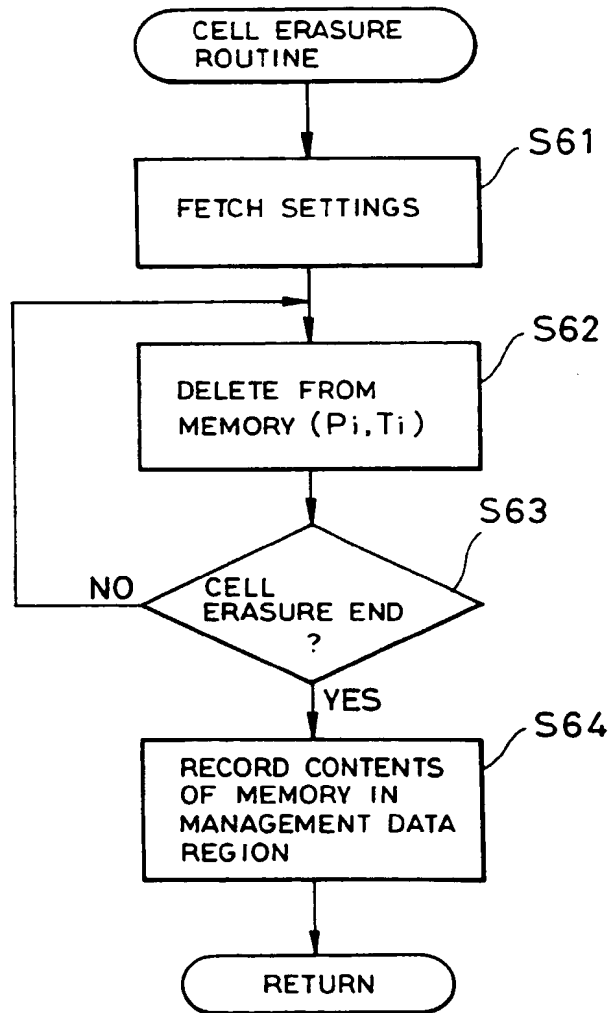 CELL ERASURE
ROUTINE
S61
FETCH SETTINGS
S62
DELETE FROM
MEMORY (Pi,Ti)
S63
NO
CELL
ERASURE END
?
YES
S64
RECORD CONTENTS
OF MEMORY IN
MANAGEMENT DATA
REGION
RETURN